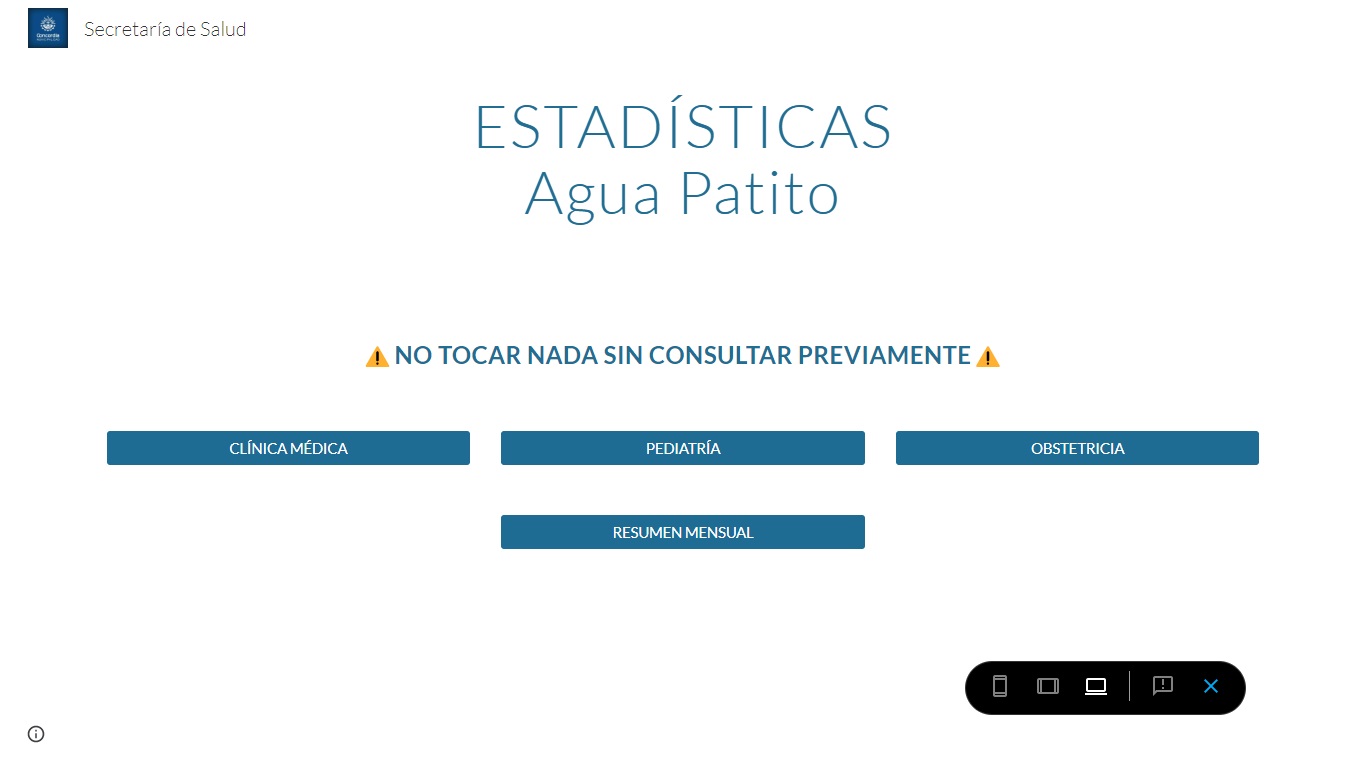 Concordia
Secretaría de Salud
ESTADÍSTICAS
Agua Patito
⚠️ NO TOCAR NADA SIN CONSULTAR PREVIAMENTE ⚠️
CLÍNICA MÉDICA
PEDIATRÍA
OBSTETRICIA
RESUMEN MENSUAL